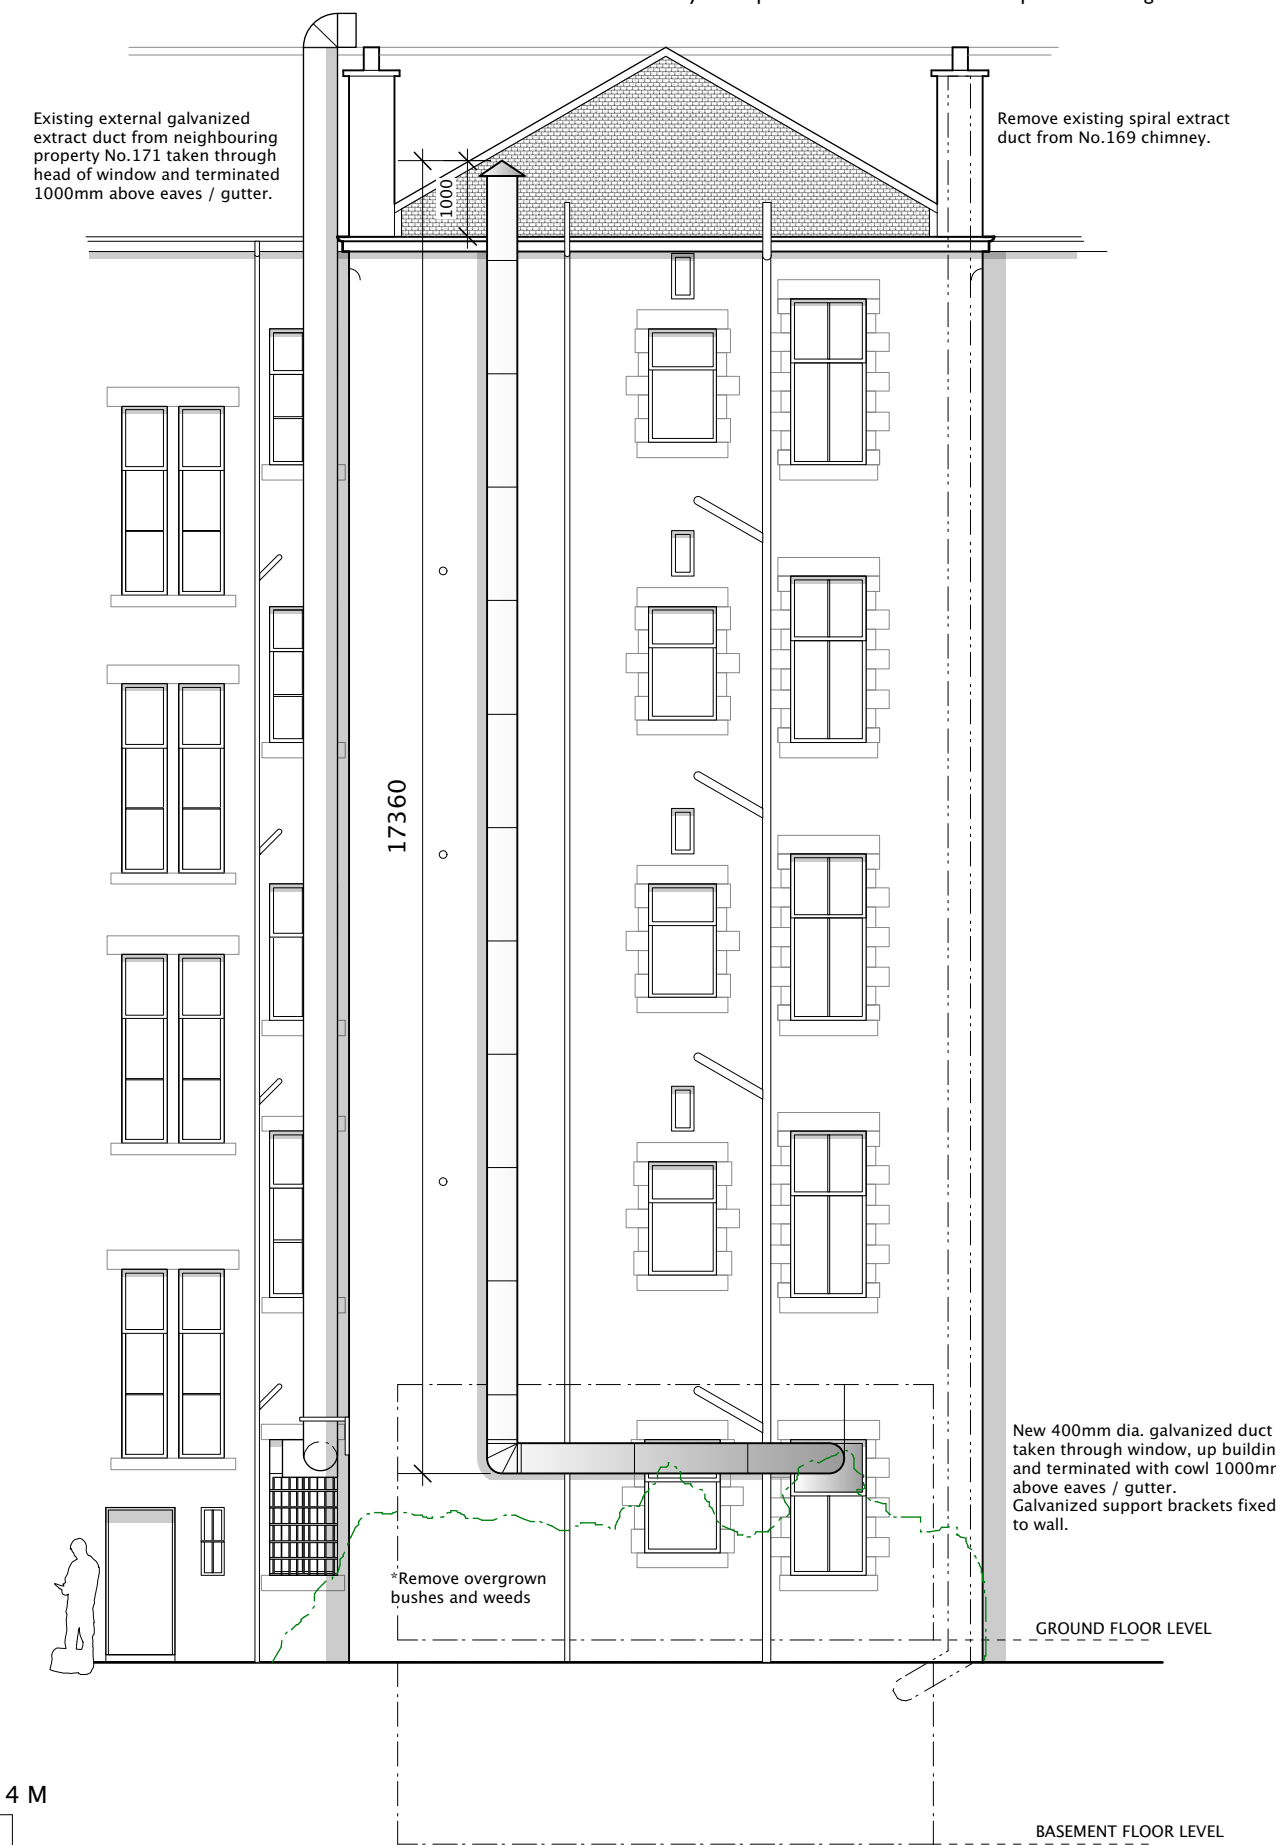 Existing external galvanized
extract duct from neighbouring
property No.171 taken through
head of window and terminated
1000mm above eaves / gutter.
Remove existing spiral extract
duct from No.169 chimney.
1000
17360
New 400mm dia. galvanized duct
taken through window, up buildin
and terminated with cowl 1000mr
above eaves / gutter.
Galvanized support brackets fixed
to wall.
*Remove overgrown
bushes and weeds
GROUND FLOOR LEVEL
4 M
BASEMENT FLOOR LEVEL